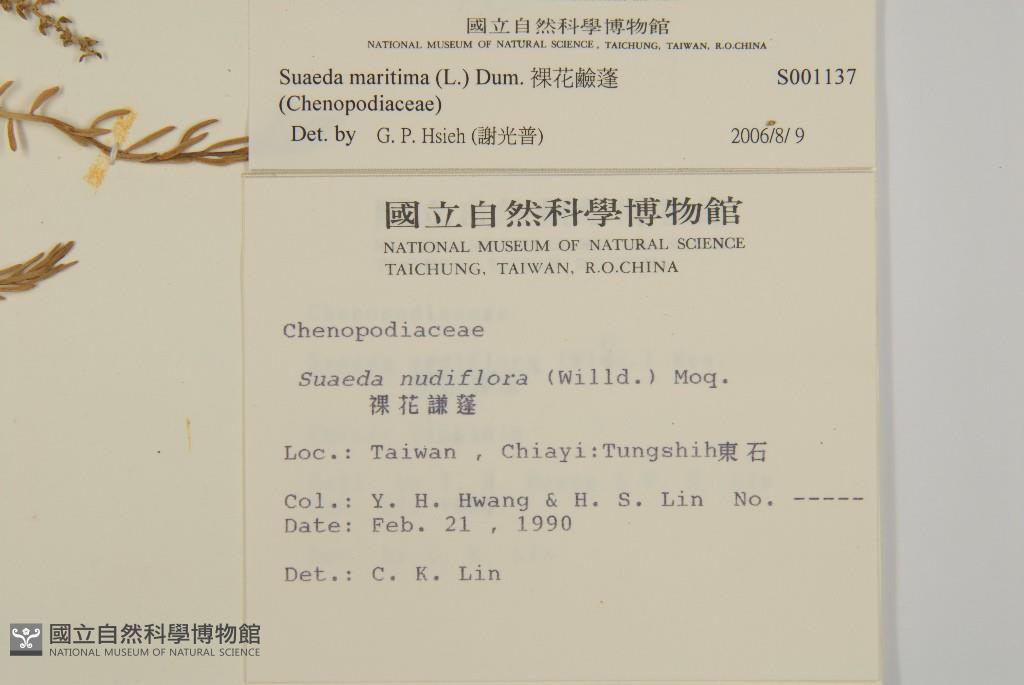 國立自然科學博物館
NATIONAL MUSEUM OF NATURAL SCIENCE, TAICHUNG, TAIWAN, R.O.CHINA
Suaeda maritima (L.) Dum. 裸花鹼蓬 S001137
(Chenopodiaceae)
Det. by G. P. Hsieh (謝光普) 2006/8/ 9
國立自然科學博物館
NATIONAL MUSEUM OF NATURAL SCIENCE
TAICHUNG, TAIWAN, R.O.CHINA
Chenopodiaceae
Suaeda nudiflora (Willd.) Moq.
裸花謙蓬
Loc.: Taiwan , Chiayi:Tungshih東石
Col.: Y. H. Hwang & H. S. Lin No. -----
Date: Feb. 21 , 1990
Det.: C. K. Lin
國立自然科學博物館
NATIONAL MUSEUM OF NATURAL SCIENCE